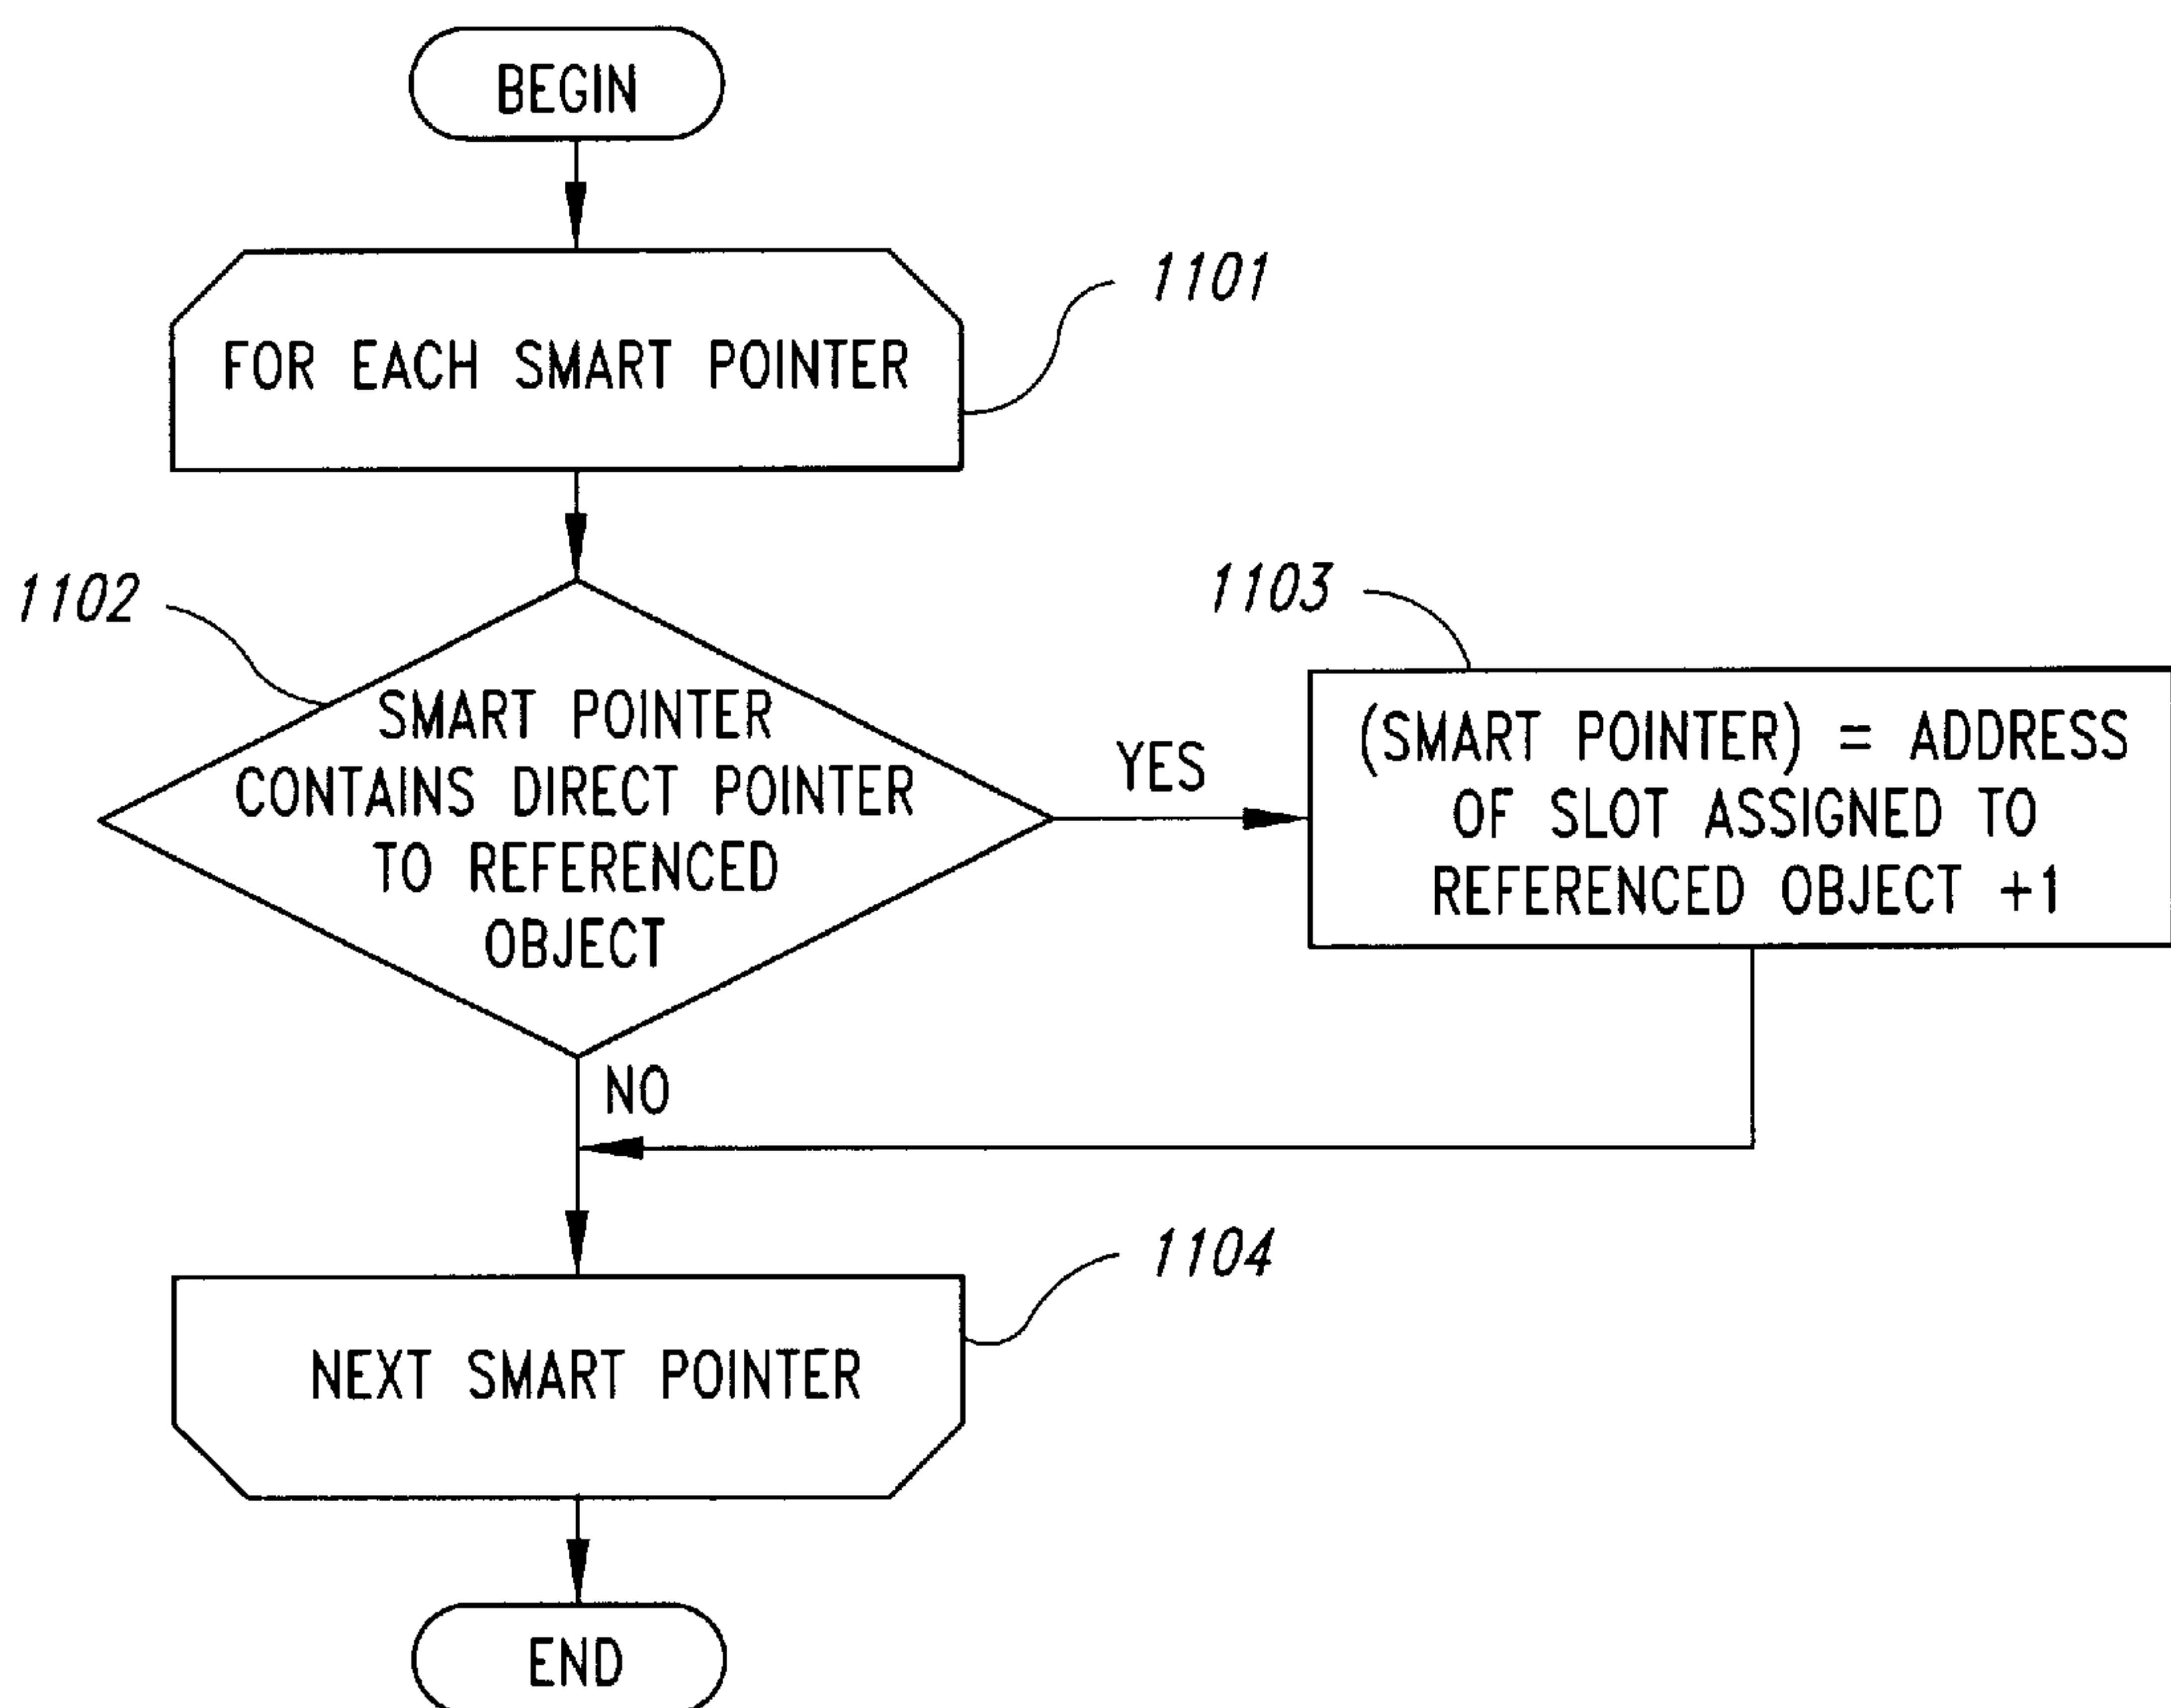 BEGIN
1101
FOR EACH SMART POINTER
1102
SMART POINTER
CONTAINS DIRECT POINTER
TO REFERENCED
OBJECT
YES
1103
(SMART POINTER) = ADDRESS
OF SLOT ASSIGNED TO
REFERENCED OBJECT +1
NO
1104
NEXT SMART POINTER
END